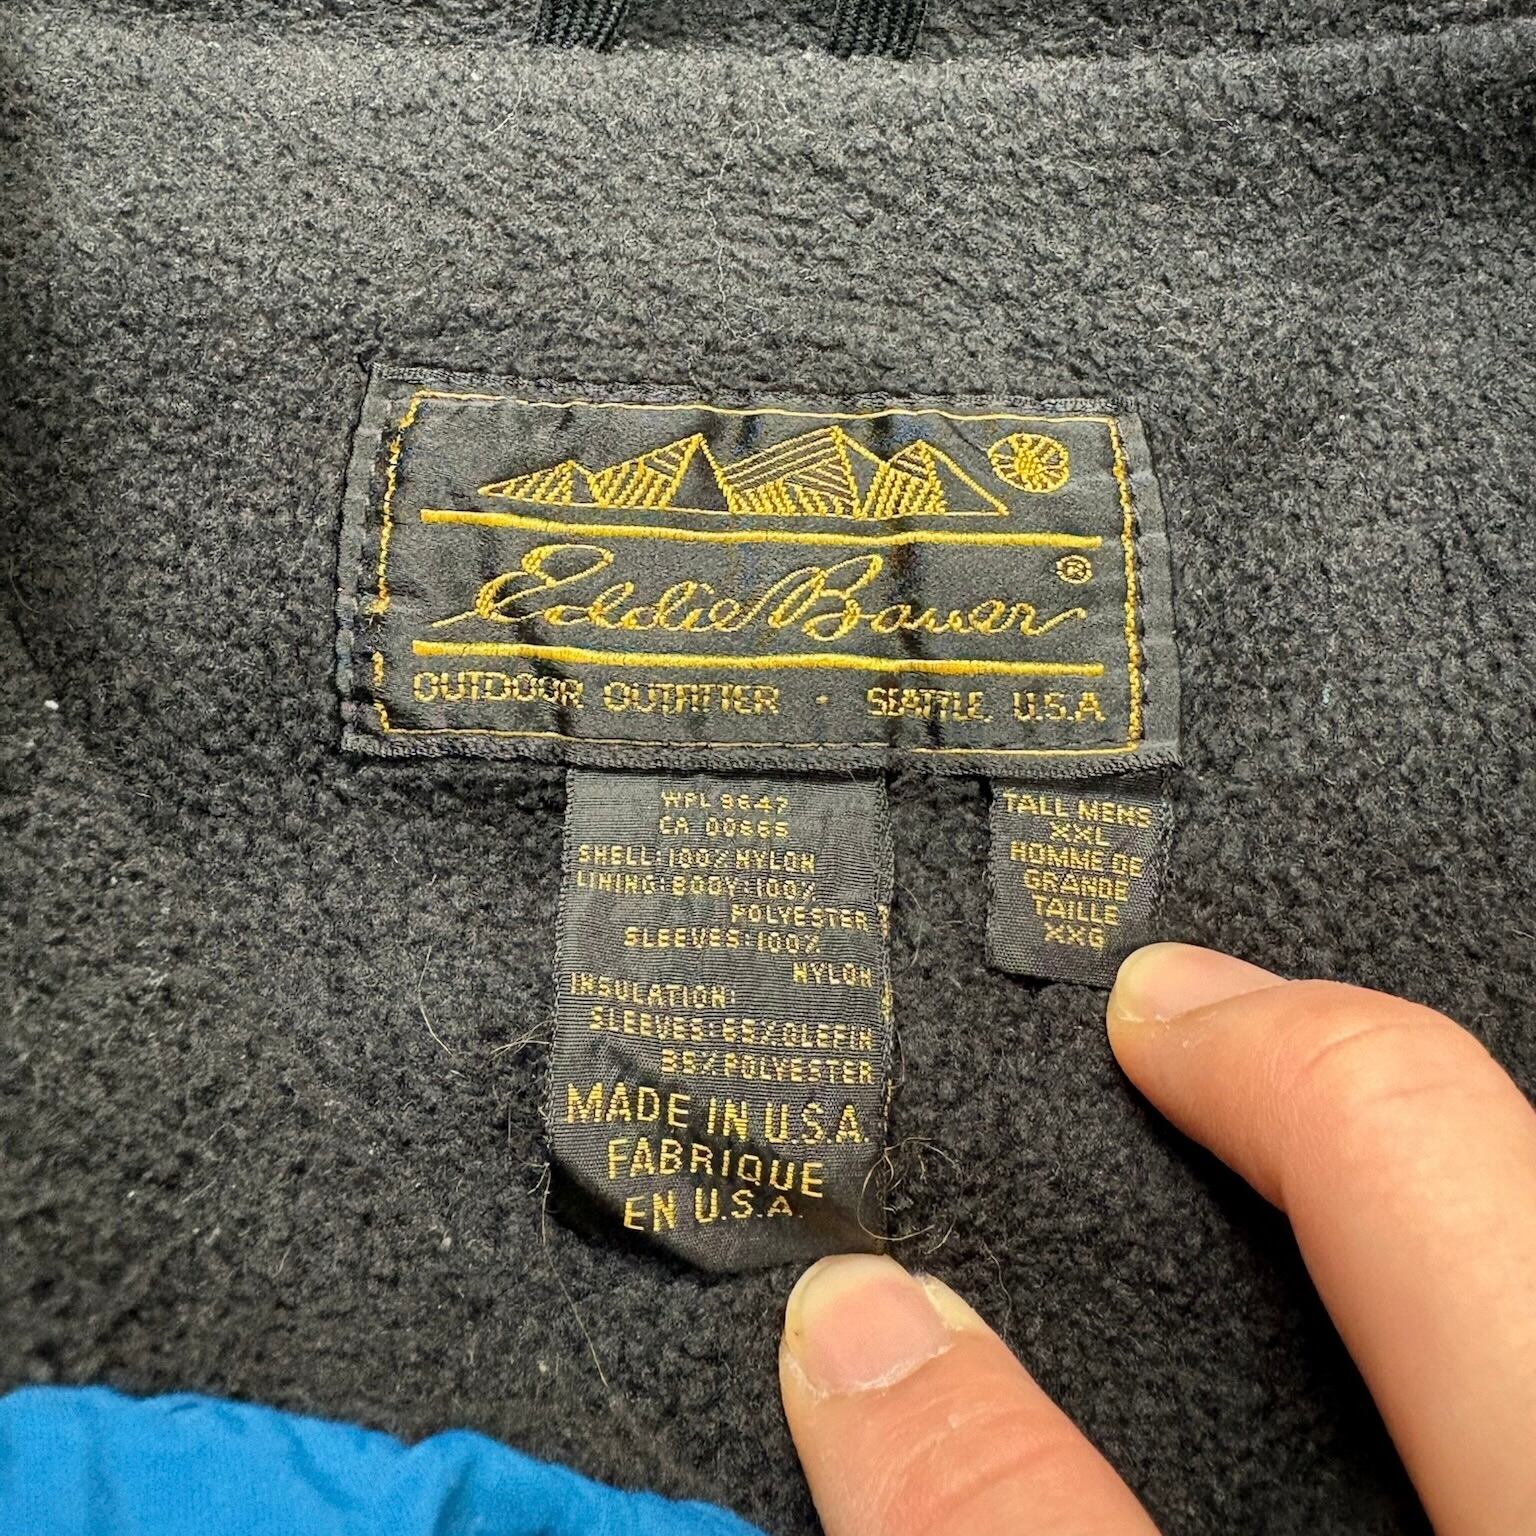 Eddie Bauer ®
OUTDOOR OUTFITTER · SEATTLE U.S.A
WPL 9647
CA 00665
SHELL:100% NYLON
LINING:BODY:100%
POLYESTER
SLEEVES:100%
NYLON
INSULATION:
SLEEVES:65%OLEFIN
35%POLYESTER
MADE IN U.S.A.
FABRIQUE
EN U.S.A.
TALL MENS
XXL
HOMME DE
GRANDE
TAILLE
XXG